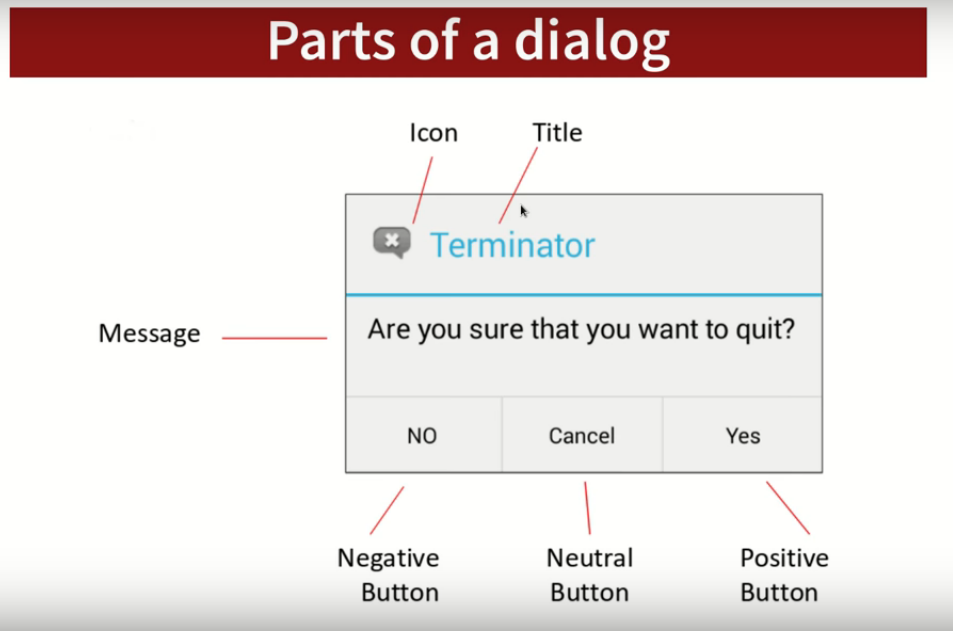 Parts of a dialog
Icon Title
Terminator
Message
Are you sure that you want to quit?
NO Cancel Yes
Negative Neutral Positive
Button Button Button